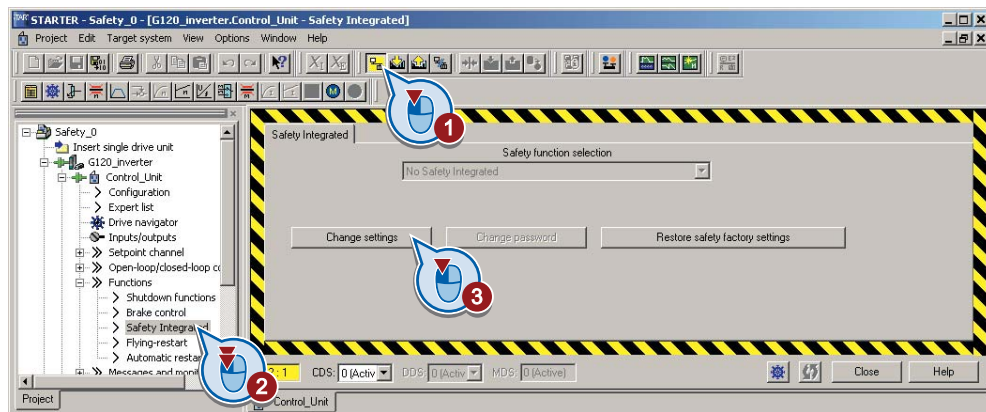 STARTER - Safety_0 - [G120_inverter.Control_Unit - Safety Integrated]
Project Edit Target system View Options Window Help
1
Safety_0
Insert single drive unit
G120_inverter
Control_Unit
Configuration
Expert list
Drive navigator
Inputs/outputs
Setpoint channel
Open-loop/closed-loop
Functions
Shutdown functions
Brake control
Safety Integrated
Flying-restart
Automatic
Messages and
2
Project
Safety Integrated
Safety function selection
No Safety Integrated
Change settings Change password Restore safety factory settings
3
CDS: 0 (Activ DDS: 0 (Activ MDS: 0 (Active)
Close Help
Control_Unit